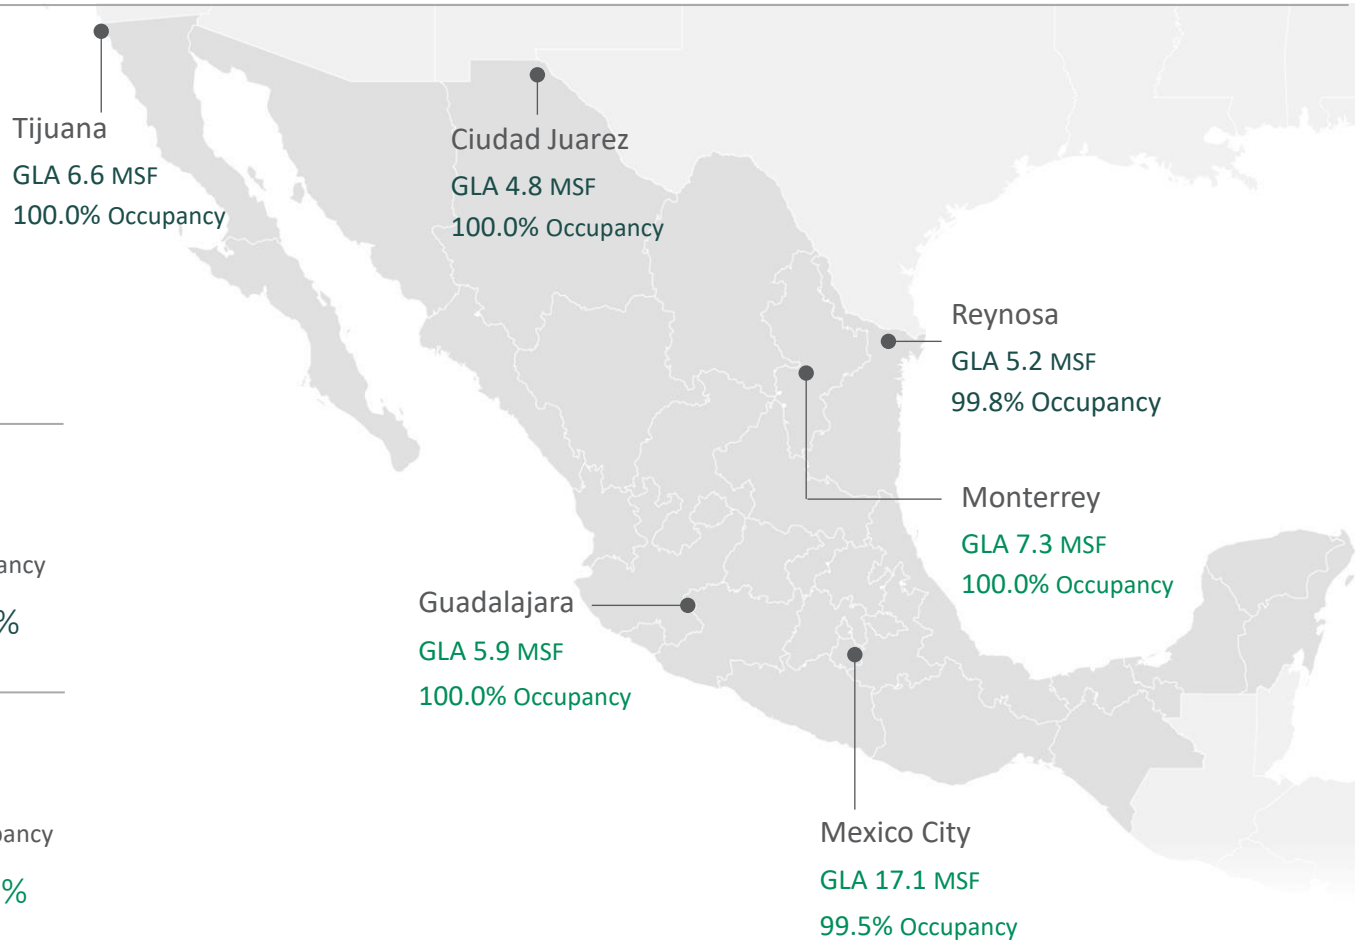 Tijuana
GLA 6.6 MSF
100.0% Occupancy
Ciudad Juarez
GLA 4.8 MSF
100.0% Occupancy
Reynosa
GLA 5.2 MSF
99.8% Occupancy
Monterrey
GLA 7.3 MSF
100.0% Occupancy
ancy
%
Guadalajara
GLA 5.9 MSF
100.0% Occupancy
pancy
%
Mexico City
GLA 17.1 MSF
99.5% Occupancy